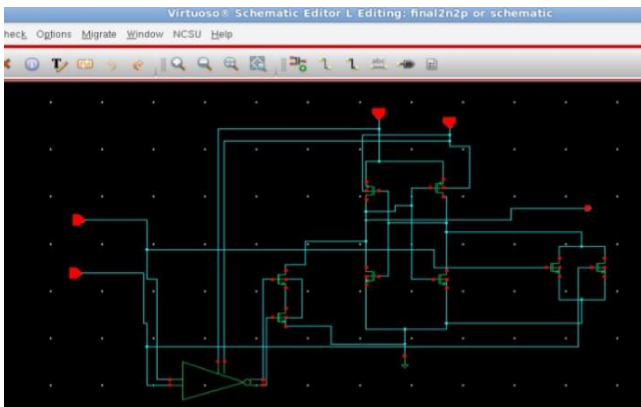 Virtuoso® Schematic Editor L Editing: final2n2p or schematic
heck Options Migrate Window NCSU Help